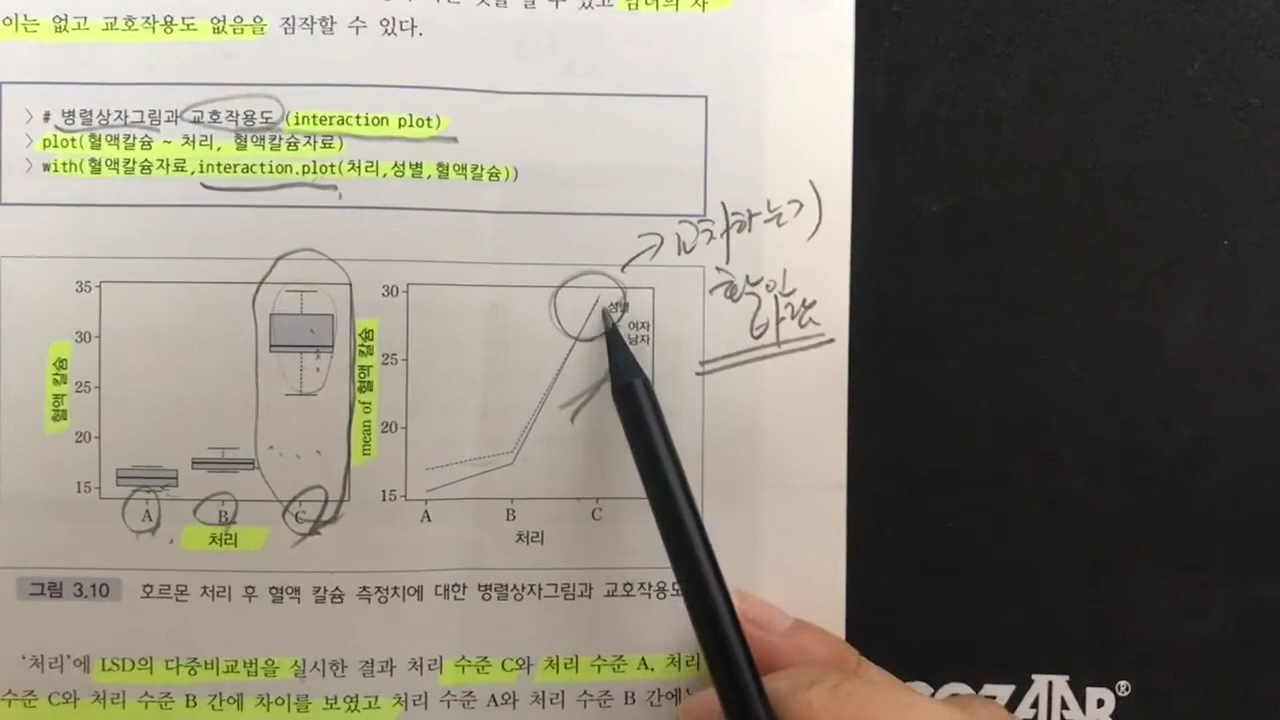 이는 없고 교호작용도 없음을 짐작할 수 있다.
> # 병렬상자그림과 교호작용도 (interaction plot)
> plot(혈액칼슘 ~ 처리, 혈액칼슘자료)
> with(혈액칼슘자료,interaction.plot(처리,성별,혈액칼슘))
→ 교차하는지
확인
바람
35
30
25
20
15
혈액 칼슘
A
B
C
처리
30
25
20
15
mean of 혈액 칼슘
성별
여자
남자
A
B
C
처리
그림 3.10 호르몬 처리 후 혈액 칼슘 측정치에 대한 병렬상자그림과 교호작용도
'처리'에 LSD의 다중비교법을 실시한 결과 처리 수준 C와 처리 수준 A, 처리
수준 C와 처리 수준 B 간에 차이를 보였고 처리 수준 A와 처리 수준 B 간에는